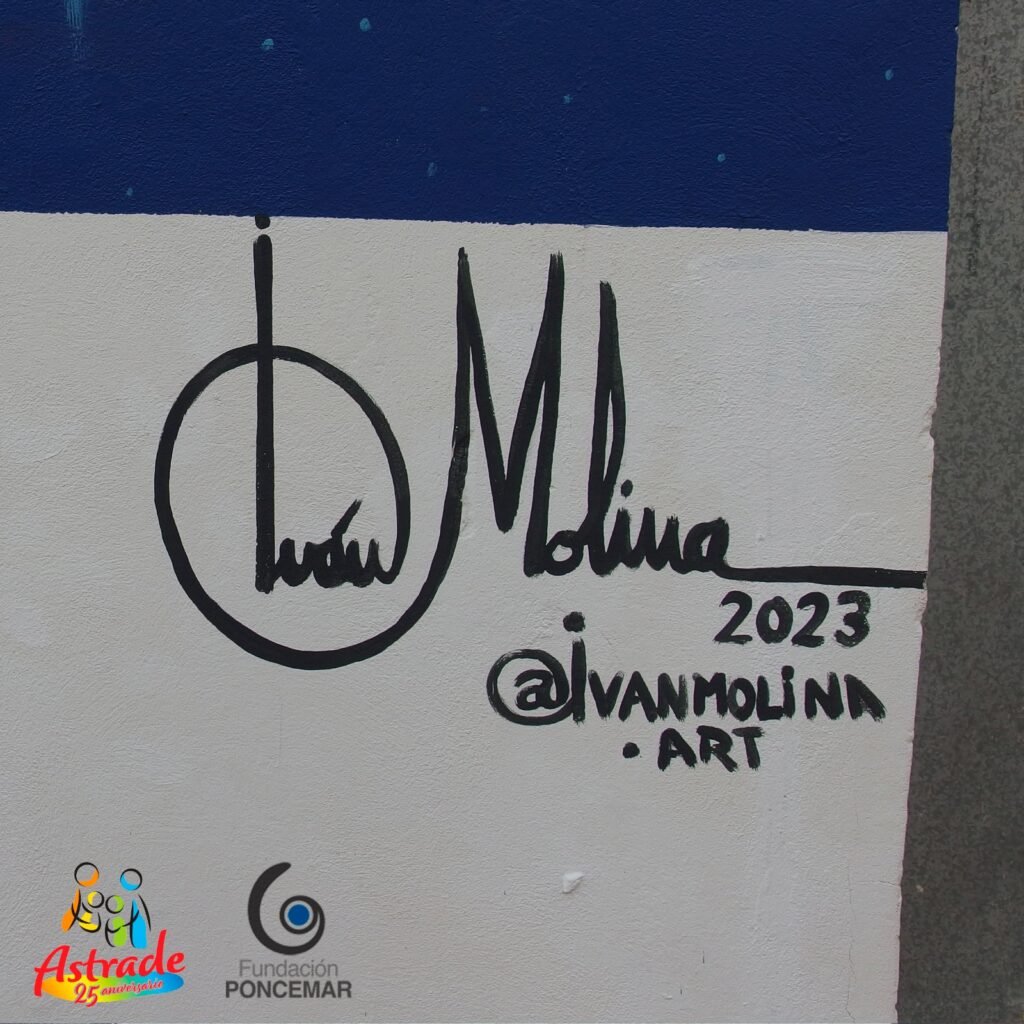 Iván Molina
2023
@IVANMOLINA
.ART
Astrade
25 aniversario
Fundación
PONCEMAR